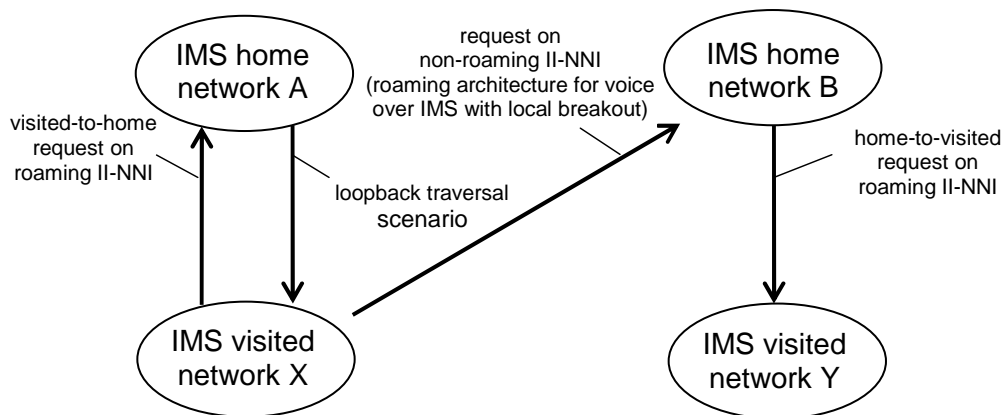 IMS home
network A
request on
non-roaming II-NNI
(roaming architecture for voice
over IMS with local breakout)
IMS home
network B
visited-to-home
request on
roaming II-NNI
loopback traversal
scenario
home-to-visited
request on
roaming II-NNI
IMS visited
network X
IMS visited
network Y